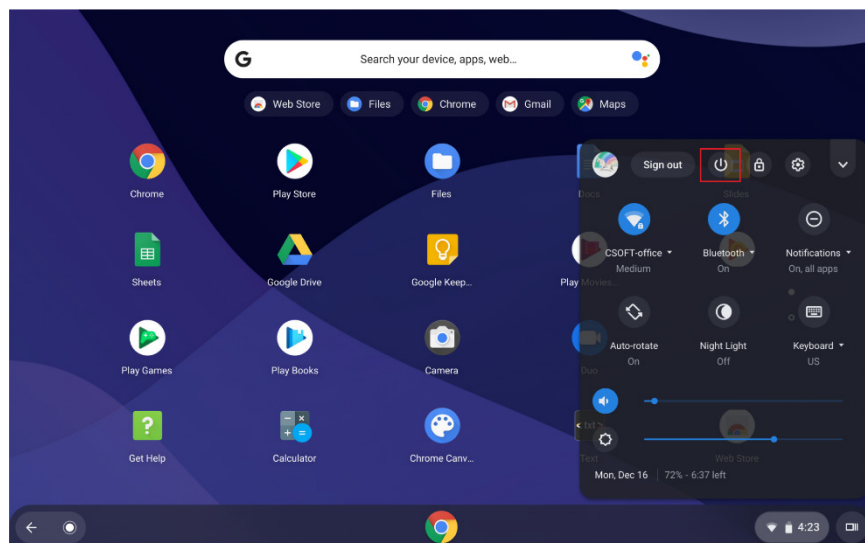 G Search your device, apps, web...
Web Store Files Chrome Gmail Maps
Sign out
Chrome Play Store Files Docs Slides
CSOFT-office Bluetooth Notifications
Medium On On, all apps
Sheets Google Drive Google Keep... Play Movies
Auto-rotate Night Light Keyboard
On Off US
Play Games Play Books Camera Duo
<txt>
Get Help Calculator Chrome Canv... Text Web Store
Mon, Dec 16 72% - 6:37 left
4:23